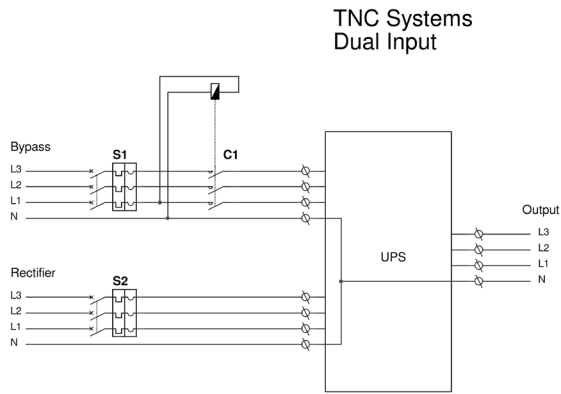 TNC Systems
Dual Input
Bypass
S1
C1
L3
L2
L1
N
Output
L3
L2
L1
N
UPS
Rectifier
S2
L3
L2
L1
N